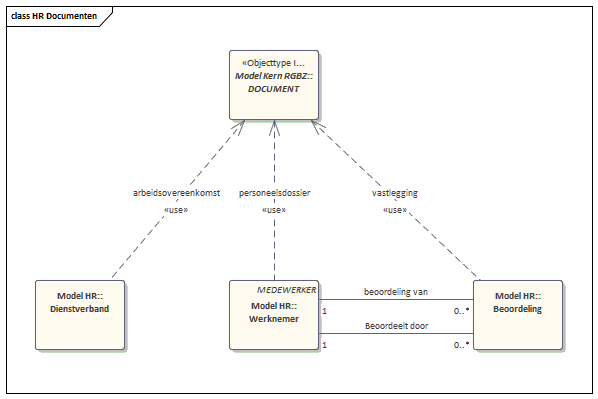 class HR Documenten
«Objecttype I...
Model Kern RGBZ::
DOCUMENT
arbeidsovereenkomst
«use»
personeelsdossier
«use»
vastlegging
«use»
Model HR::
Dienstverband
MEDEWERKER
Model HR::
Werknemer
beoordeling van
1
0..*
Beoordeelt door
1
0..*
Model HR::
Beoordeling